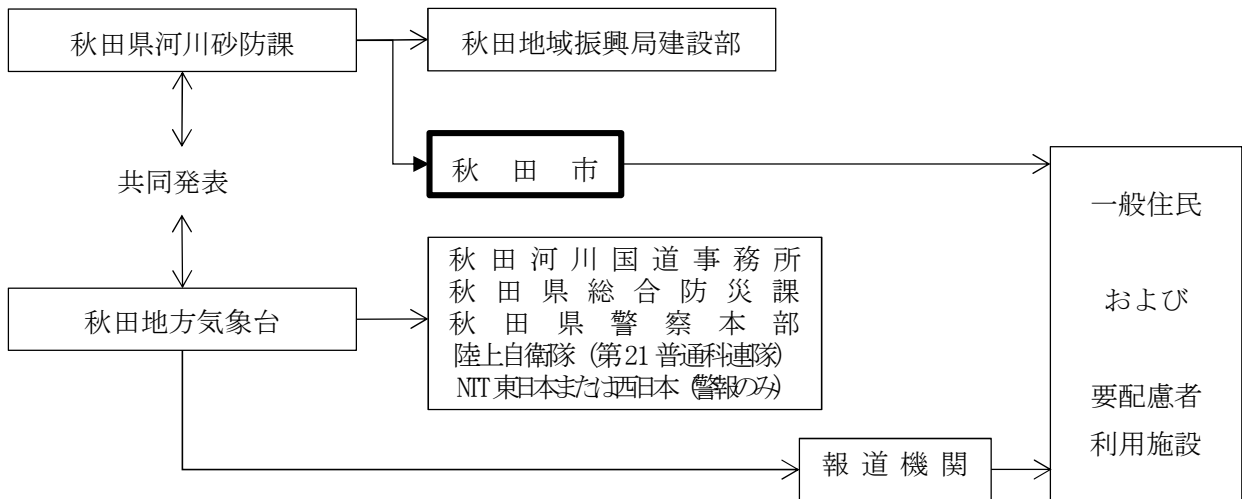 秋田県河川砂防課
秋田地域振興局建設部
秋田市
共同発表
秋田地方気象台
秋田河川国道事務所
秋田県総合防災課
秋田県警察本部
陸上自衛隊（第21普通科連隊）
NTT東日本または西日本（警報のみ）
報道機関
一般住民
および
要配慮者
利用施設